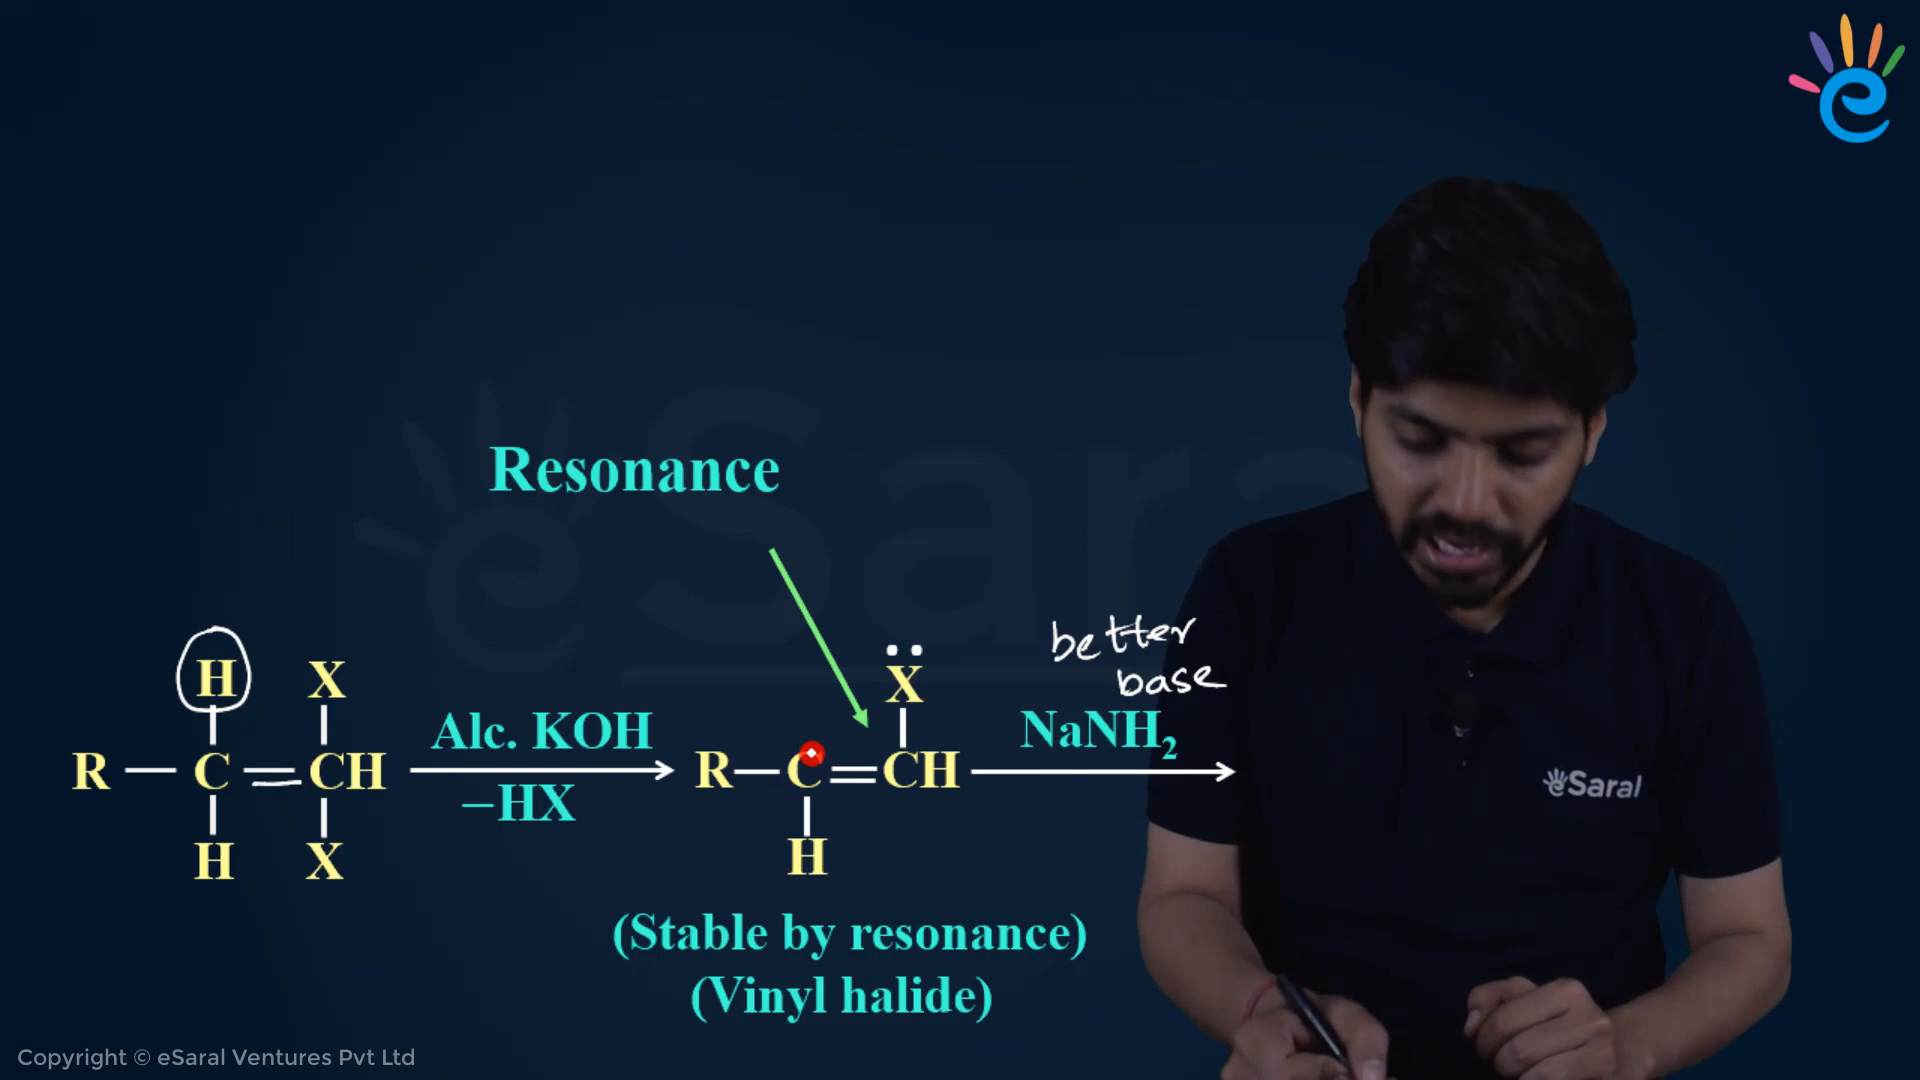 Resonance
better
base
H X
X
Alc. KOH
NaNH2
R — C = CH
R—C=CH
–HX
H X
H
(Stable by resonance)
(Vinyl halide)
eSaral
eSara
Copyright © eSaral Ventures Pvt Ltd